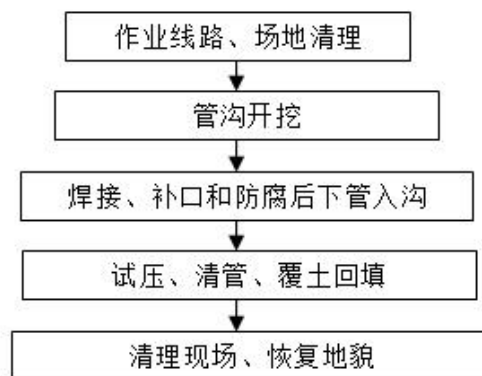 作业线路、场地清理
管沟开挖
焊接、补口和防腐后下管入沟
试压、清管、覆土回填
清理现场、恢复地貌